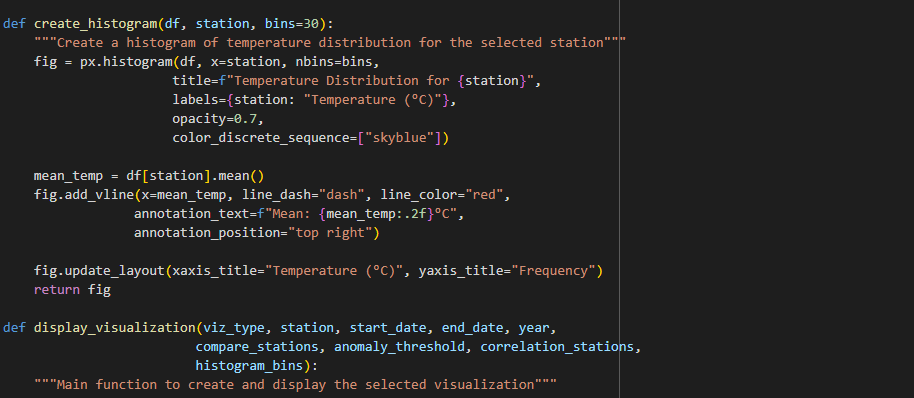 def create_histogram(df, station, bins=30):
    """Create a histogram of temperature distribution for the selected station"""
    fig = px.histogram(df, x=station, nbins=bins,
                      title=f"Temperature Distribution for {station}",
                      labels={station: "Temperature (°C)"},
                      opacity=0.7,
                      color_discrete_sequence=["skyblue"])

    mean_temp = df[station].mean()
    fig.add_vline(x=mean_temp, line_dash="dash", line_color="red",
                 annotation_text=f"Mean: {mean_temp:.2f}°C",
                 annotation_position="top right")

    fig.update_layout(xaxis_title="Temperature (°C)", yaxis_title="Frequency")
    return fig

def display_visualization(viz_type, station, start_date, end_date, year,
                         compare_stations, anomaly_threshold, correlation_stations,
                         histogram_bins):
    """Main function to create and display the selected visualization"""